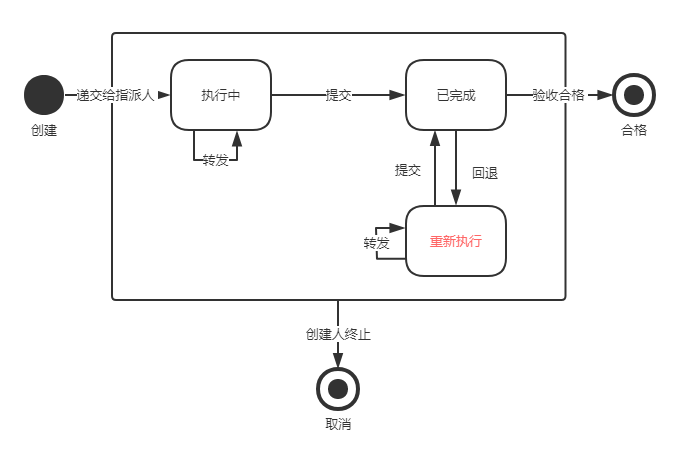 递交给指派人
执行中
提交
已完成
验收合格
创建
合格
转发
提交
回退
转发
重新执行
创建人终止
取消